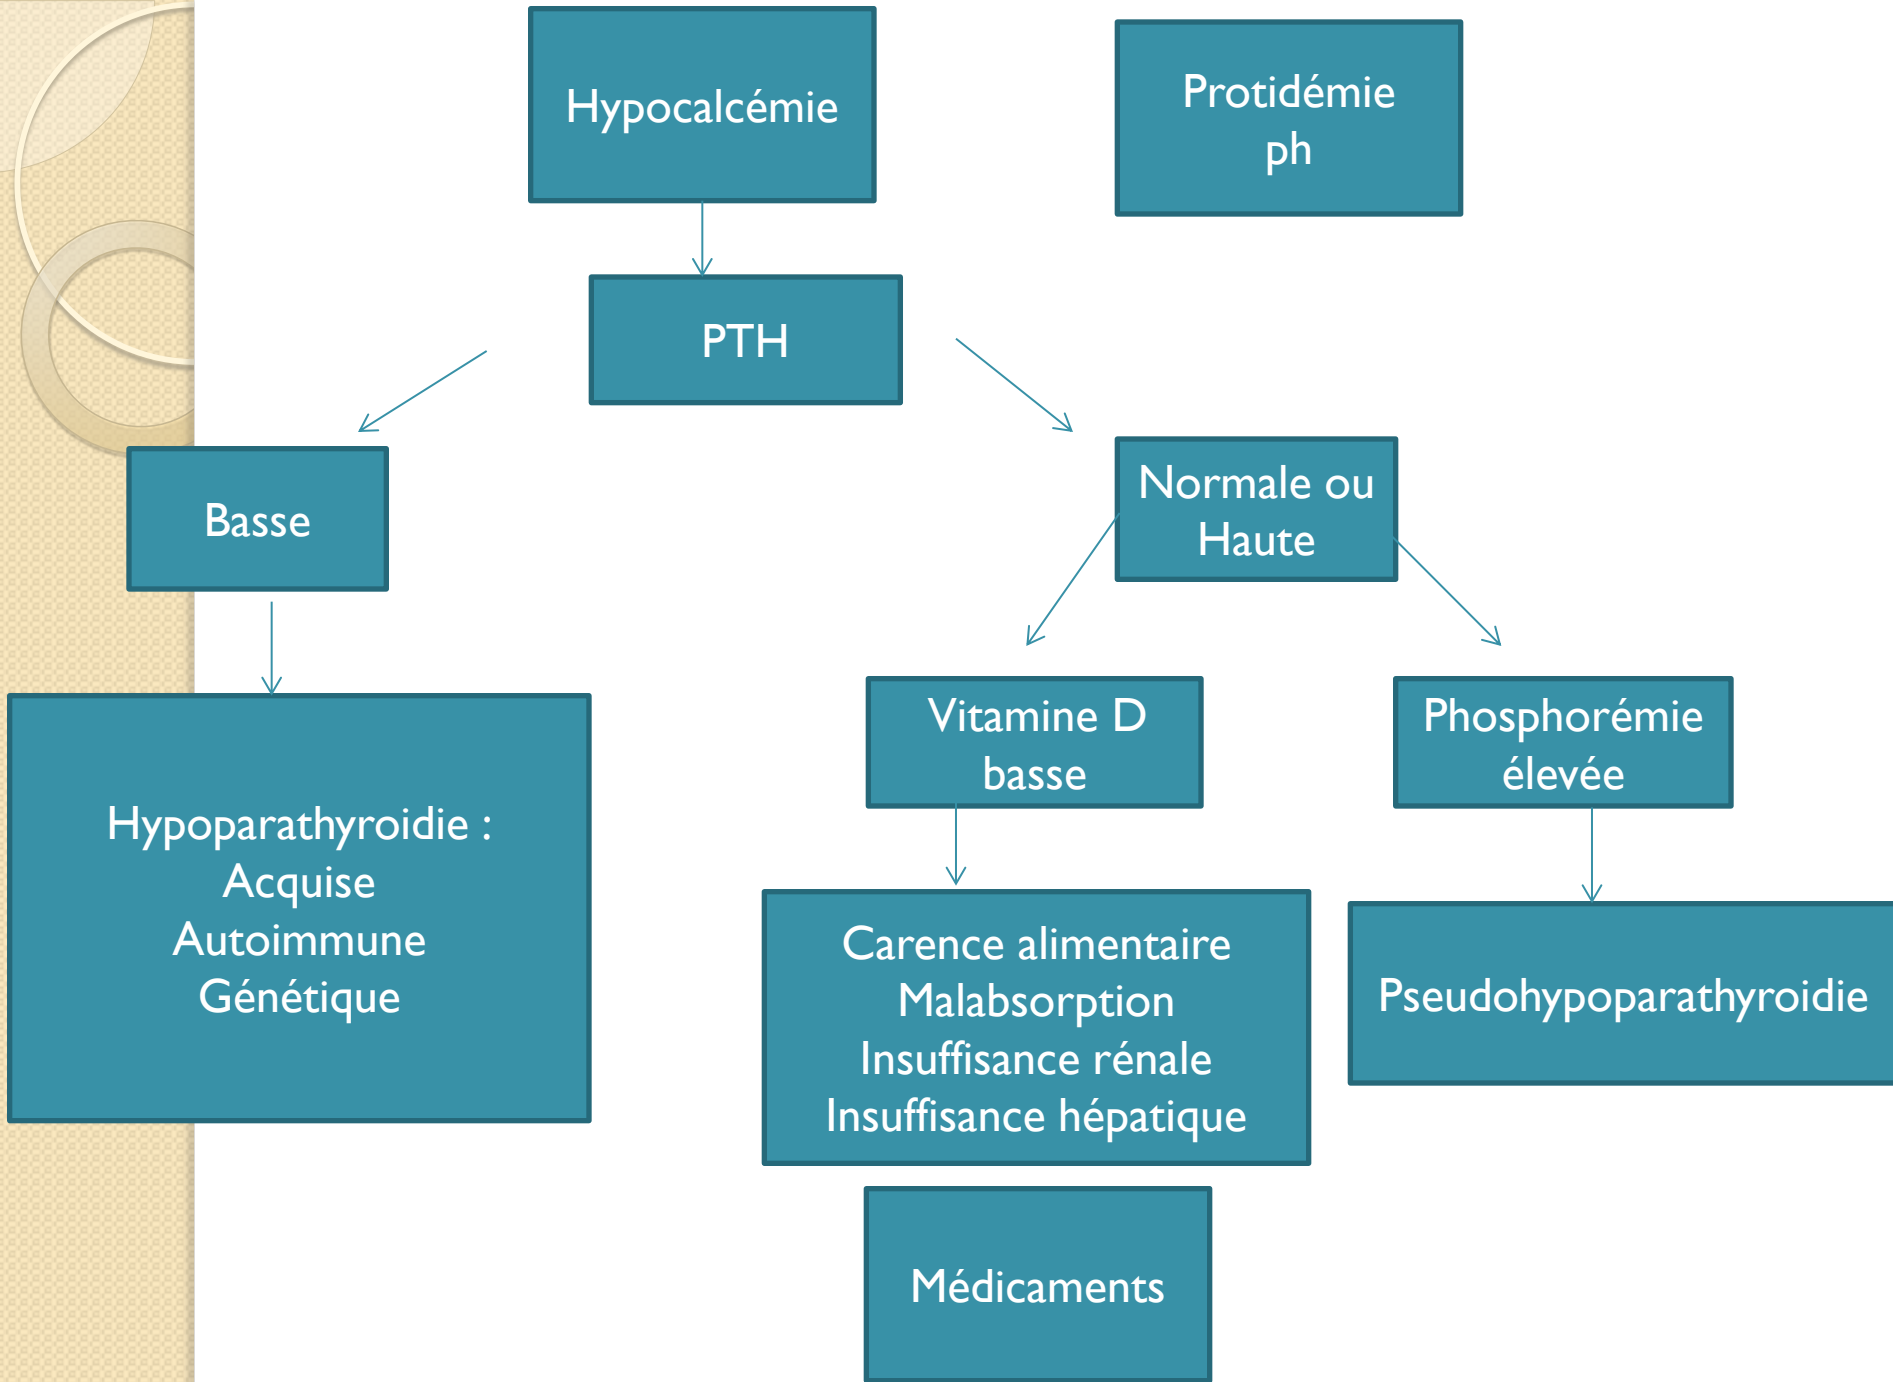 Hypocalcémie
Protidémie
ph
PTH
Basse
Normale ou
Haute
Vitamine D
basse
Phosphorémie
élevée
Hypoparathyroidie :
Acquise
Autoimmune
Génétique
Carence alimentaire
Malabsorption
Insuffisance rénale
Insuffisance hépatique
Pseudohypoparathyroidie
Médicaments